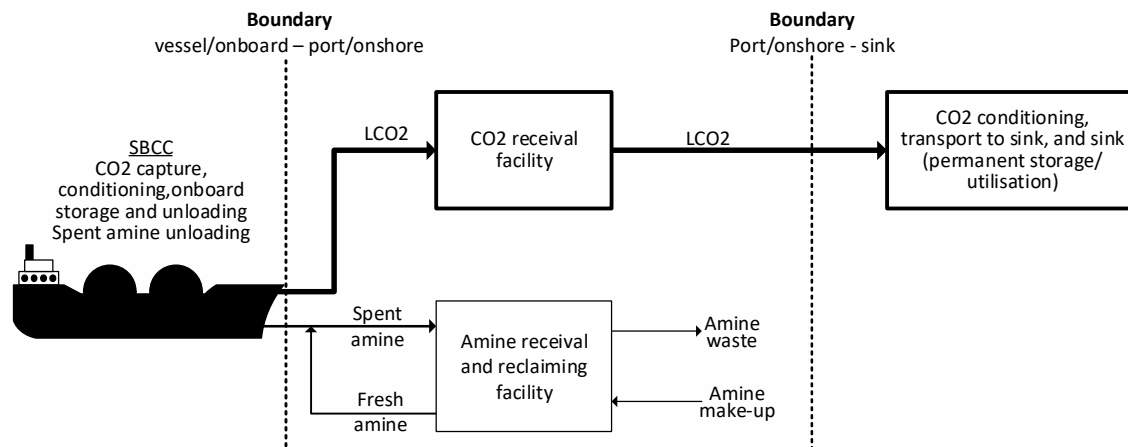 Boundary
vessel/onboard – port/onshore
Boundary
Port/onshore - sink
SBCC
CO2 capture,
conditioning,onboard
storage and unloading
Spent amine unloading
LCO2
CO2 receival
facility
LCO2
CO2 conditioning,
transport to sink, and sink
(permanent storage/
utilisation)
Spent
amine
Fresh
amine
Amine receival
and reclaiming
facility
Amine
waste
Amine
make-up